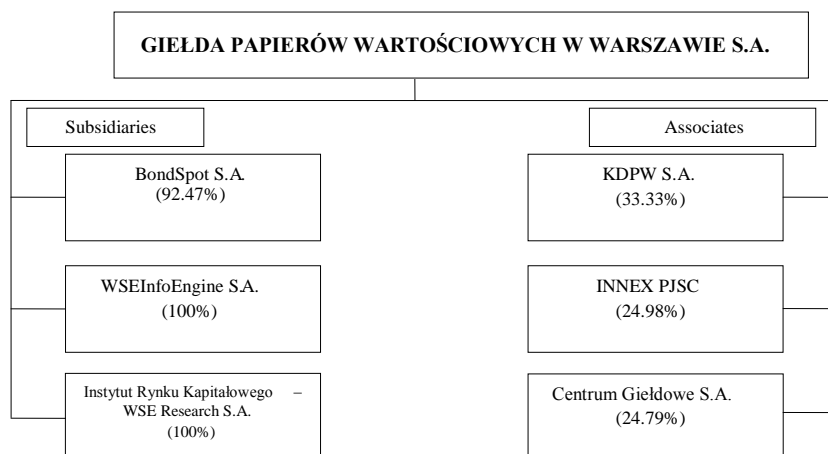 GIEŁDA PAPIERÓW WARTOŚCIOWYCH W WARSZAWIE S.A.
Subsidiaries
Associates
BondSpot S.A.
(92.47%)
KDPW S.A.
(33.33%)
WSEInfoEngine S.A.
(100%)
INNEX PJSC
(24.98%)
Instytut Rynku Kapitałowego –
WSE Research S.A.
(100%)
Centrum Giełdowe S.A.
(24.79%)